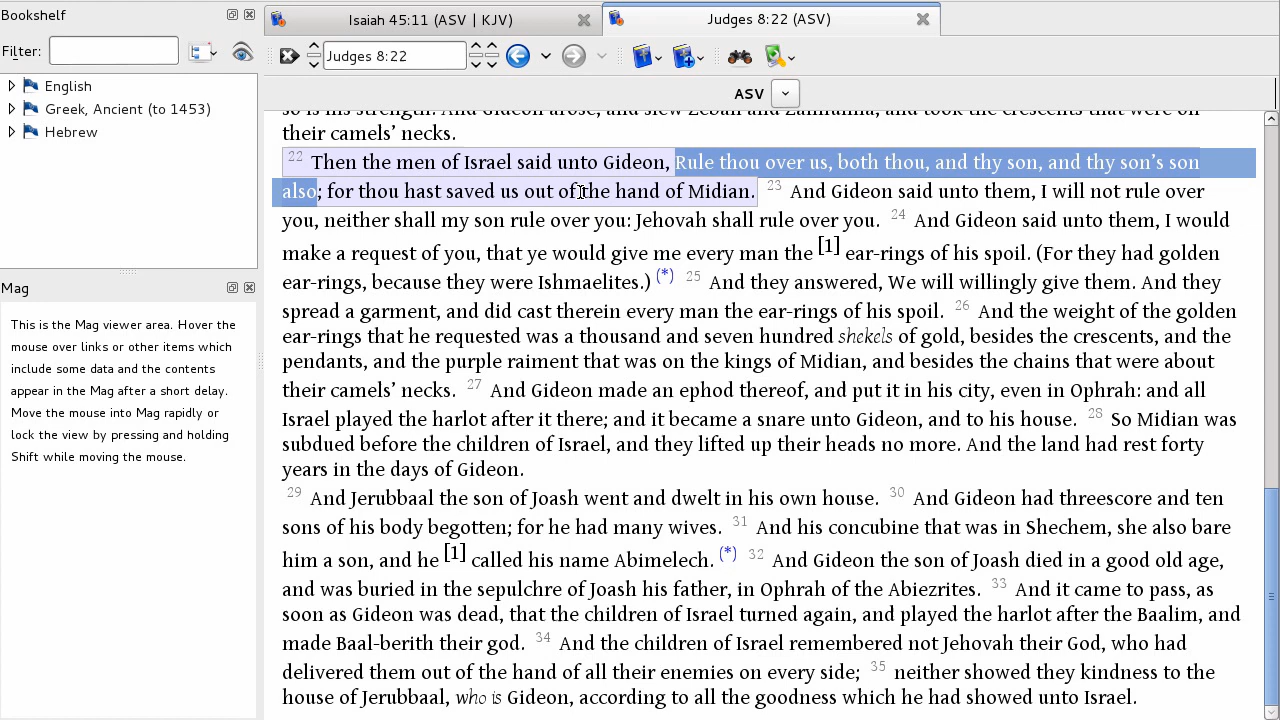 Bookshelf
Filter:
English
Greek, Ancient (to 1453)
Hebrew
Mag
This is the Mag viewer area. Hover the
mouse over links or other items which
include some data and the contents
appear in the Mag after a short delay.
Move the mouse into Mag rapidly or
lock the view by pressing and holding
Shift while moving the mouse.
Isaiah 45:11 (ASV | KJV)
Judges 8:22 (ASV)
Judges 8:22
ASV
so is his strength. And Gideon arose, and slew Zebah and Zalmunna, and took the crescents that were on
their camels’ necks.
22 Then the men of Israel said unto Gideon, Rule thou over us, both thou, and thy son, and thy son’s son
also; for thou hast saved us out of the hand of Midian. 23 And Gideon said unto them, I will not rule over
you, neither shall my son rule over you: Jehovah shall rule over you. 24 And Gideon said unto them, I would
make a request of you, that ye would give me every man the [1] ear-rings of his spoil. (For they had golden
ear-rings, because they were Ishmaelites.) (*) 25 And they answered, We will willingly give them. And they
spread a garment, and did cast therein every man the ear-rings of his spoil. 26 And the weight of the golden
ear-rings that he requested was a thousand and seven hundred shekels of gold, besides the crescents, and the
pendants, and the purple raiment that was on the kings of Midian, and besides the chains that were about
their camels’ necks. 27 And Gideon made an ephod thereof, and put it in his city, even in Ophrah: and all
Israel played the harlot after it there; and it became a snare unto Gideon, and to his house. 28 So Midian was
subdued before the children of Israel, and they lifted up their heads no more. And the land had rest forty
years in the days of Gideon.
29 And Jerubbaal the son of Joash went and dwelt in his own house. 30 And Gideon had threescore and ten
sons of his body begotten; for he had many wives. 31 And his concubine that was in Shechem, she also bare
him a son, and he [1] called his name Abimelech. (*) 32 And Gideon the son of Joash died in a good old age,
and was buried in the sepulchre of Joash his father, in Ophrah of the Abiezrites. 33 And it came to pass, as
soon as Gideon was dead, that the children of Israel turned again, and played the harlot after the Baalim, and
made Baal-berith their god. 34 And the children of Israel remembered not Jehovah their God, who had
delivered them out of the hand of all their enemies on every side; 35 neither showed they kindness to the
house of Jerubbaal, who is Gideon, according to all the goodness which he had showed unto Israel.